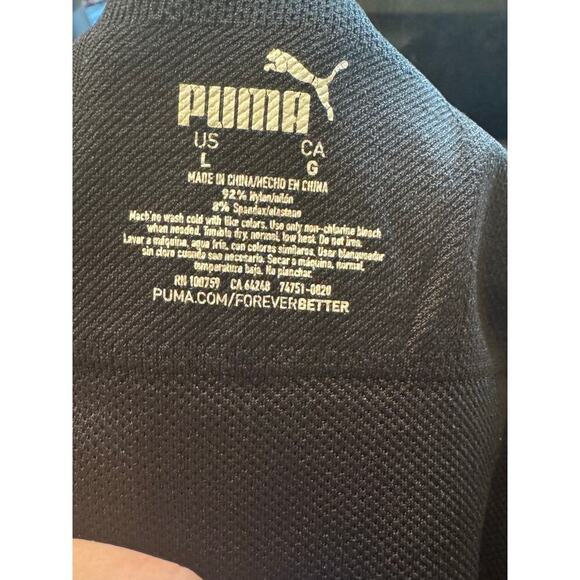 PUMA
US CA
L G
MADE IN CHINA/HECHO EN CHINA
92% Nylon/nilón
8% Spandex/elastano
Machine wash cold with like colors. Use only non-chlorine bleach
when needed. Tumble dry, normal, low heat. Do not iron.
Lavar a máquina, agua fría, con colores similares. Usar blanqueador
sin cloro cuando sea necesario. Secar a máquina, normal,
temperatura baja. No planchar.
RN 100759 CA 64248 74751-0020
PUMA.COM/FOREVERBETTER